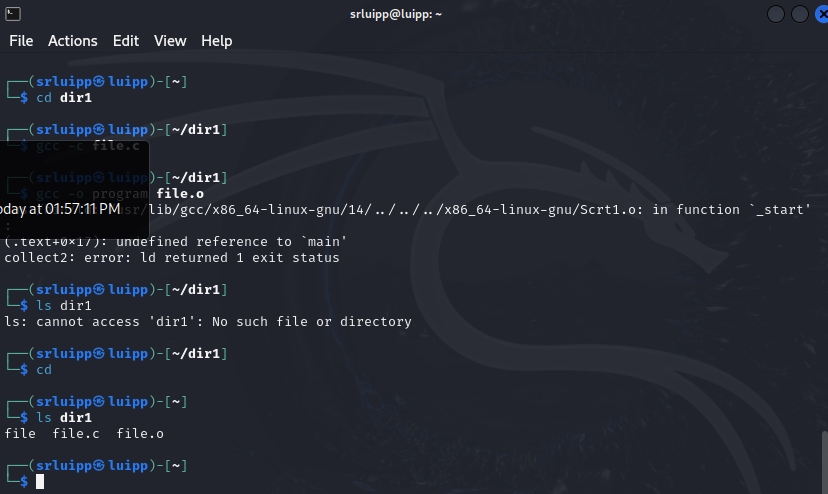 srluipp@luipp: ~
File Actions Edit View Help
┌──(srluipp㉿luipp)-[~]
└─$ cd dir1
┌──(srluipp㉿luipp)-[~/dir1]
└─$ gcc -c file.c
┌──(srluipp㉿luipp)-[~/dir1]
└─$ gcc -o program file.o
oday at 01:57:11 PM
usr/lib/gcc/x86_64-linux-gnu/14/../../../x86_64-linux-gnu/Scrt1.o: in function `_start'
:
(.text+0×17): undefined reference to `main'
collect2: error: ld returned 1 exit status
┌──(srluipp㉿luipp)-[~/dir1]
└─$ ls dir1
ls: cannot access 'dir1': No such file or directory
┌──(srluipp㉿luipp)-[~/dir1]
└─$ cd
┌──(srluipp㉿luipp)-[~]
└─$ ls dir1
file file.c file.o
┌──(srluipp㉿luipp)-[~]
└─$